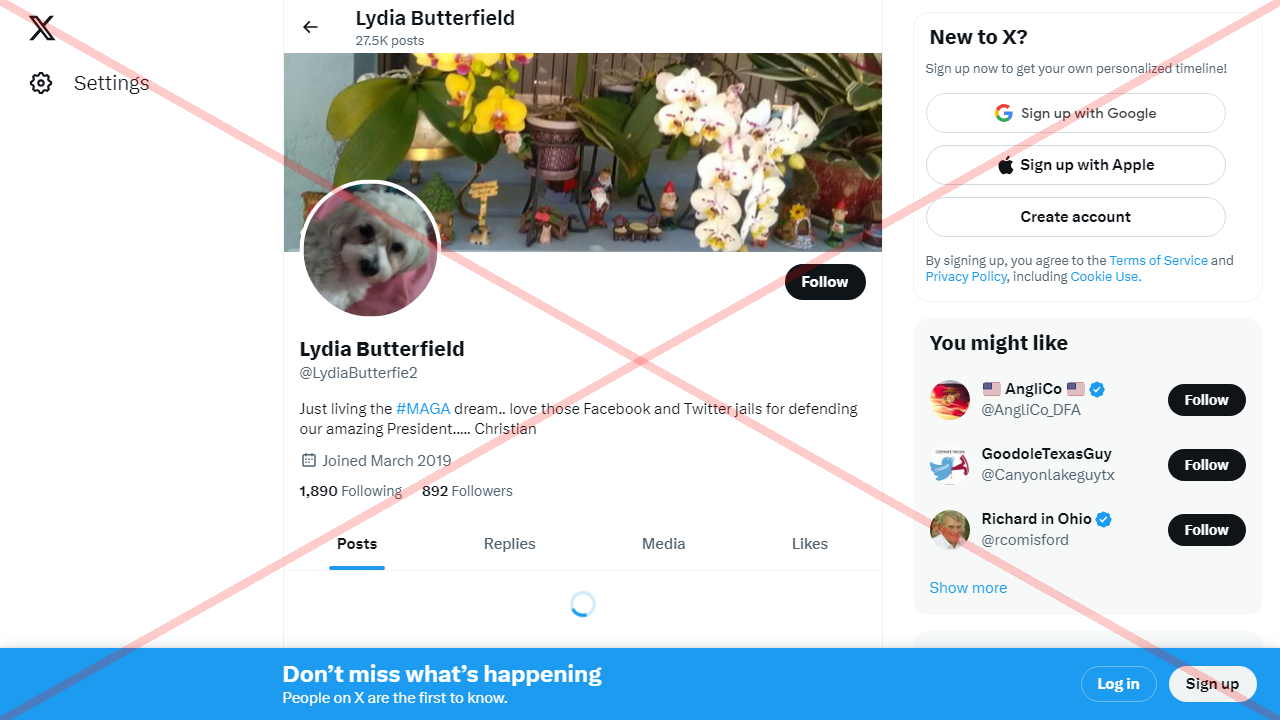 Settings
Lydia Butterfield
27.5K posts
Follow
Lydia Butterfield
@LydiaButterfie2
Just living the #MAGA dream.. love those Facebook and Twitter jails for defending
our amazing President..... Christian
Joined March 2019
1,890 Following 892 Followers
Posts Replies Media Likes
New to X?
Sign up now to get your own personalized timeline!
Sign up with Google
Sign up with Apple
Create account
By signing up, you agree to the Terms of Service and
Privacy Policy, including Cookie Use.
You might like
🇺🇸 AngliCo 🇺🇸
@AngliCo_DFA
Follow
GoodoleTexasGuy
@Canyonlakeguytx
Follow
Richard in Ohio
@rcomisford
Follow
Show more
Don’t miss what’s happening
People on X are the first to know.
Log in
Sign up